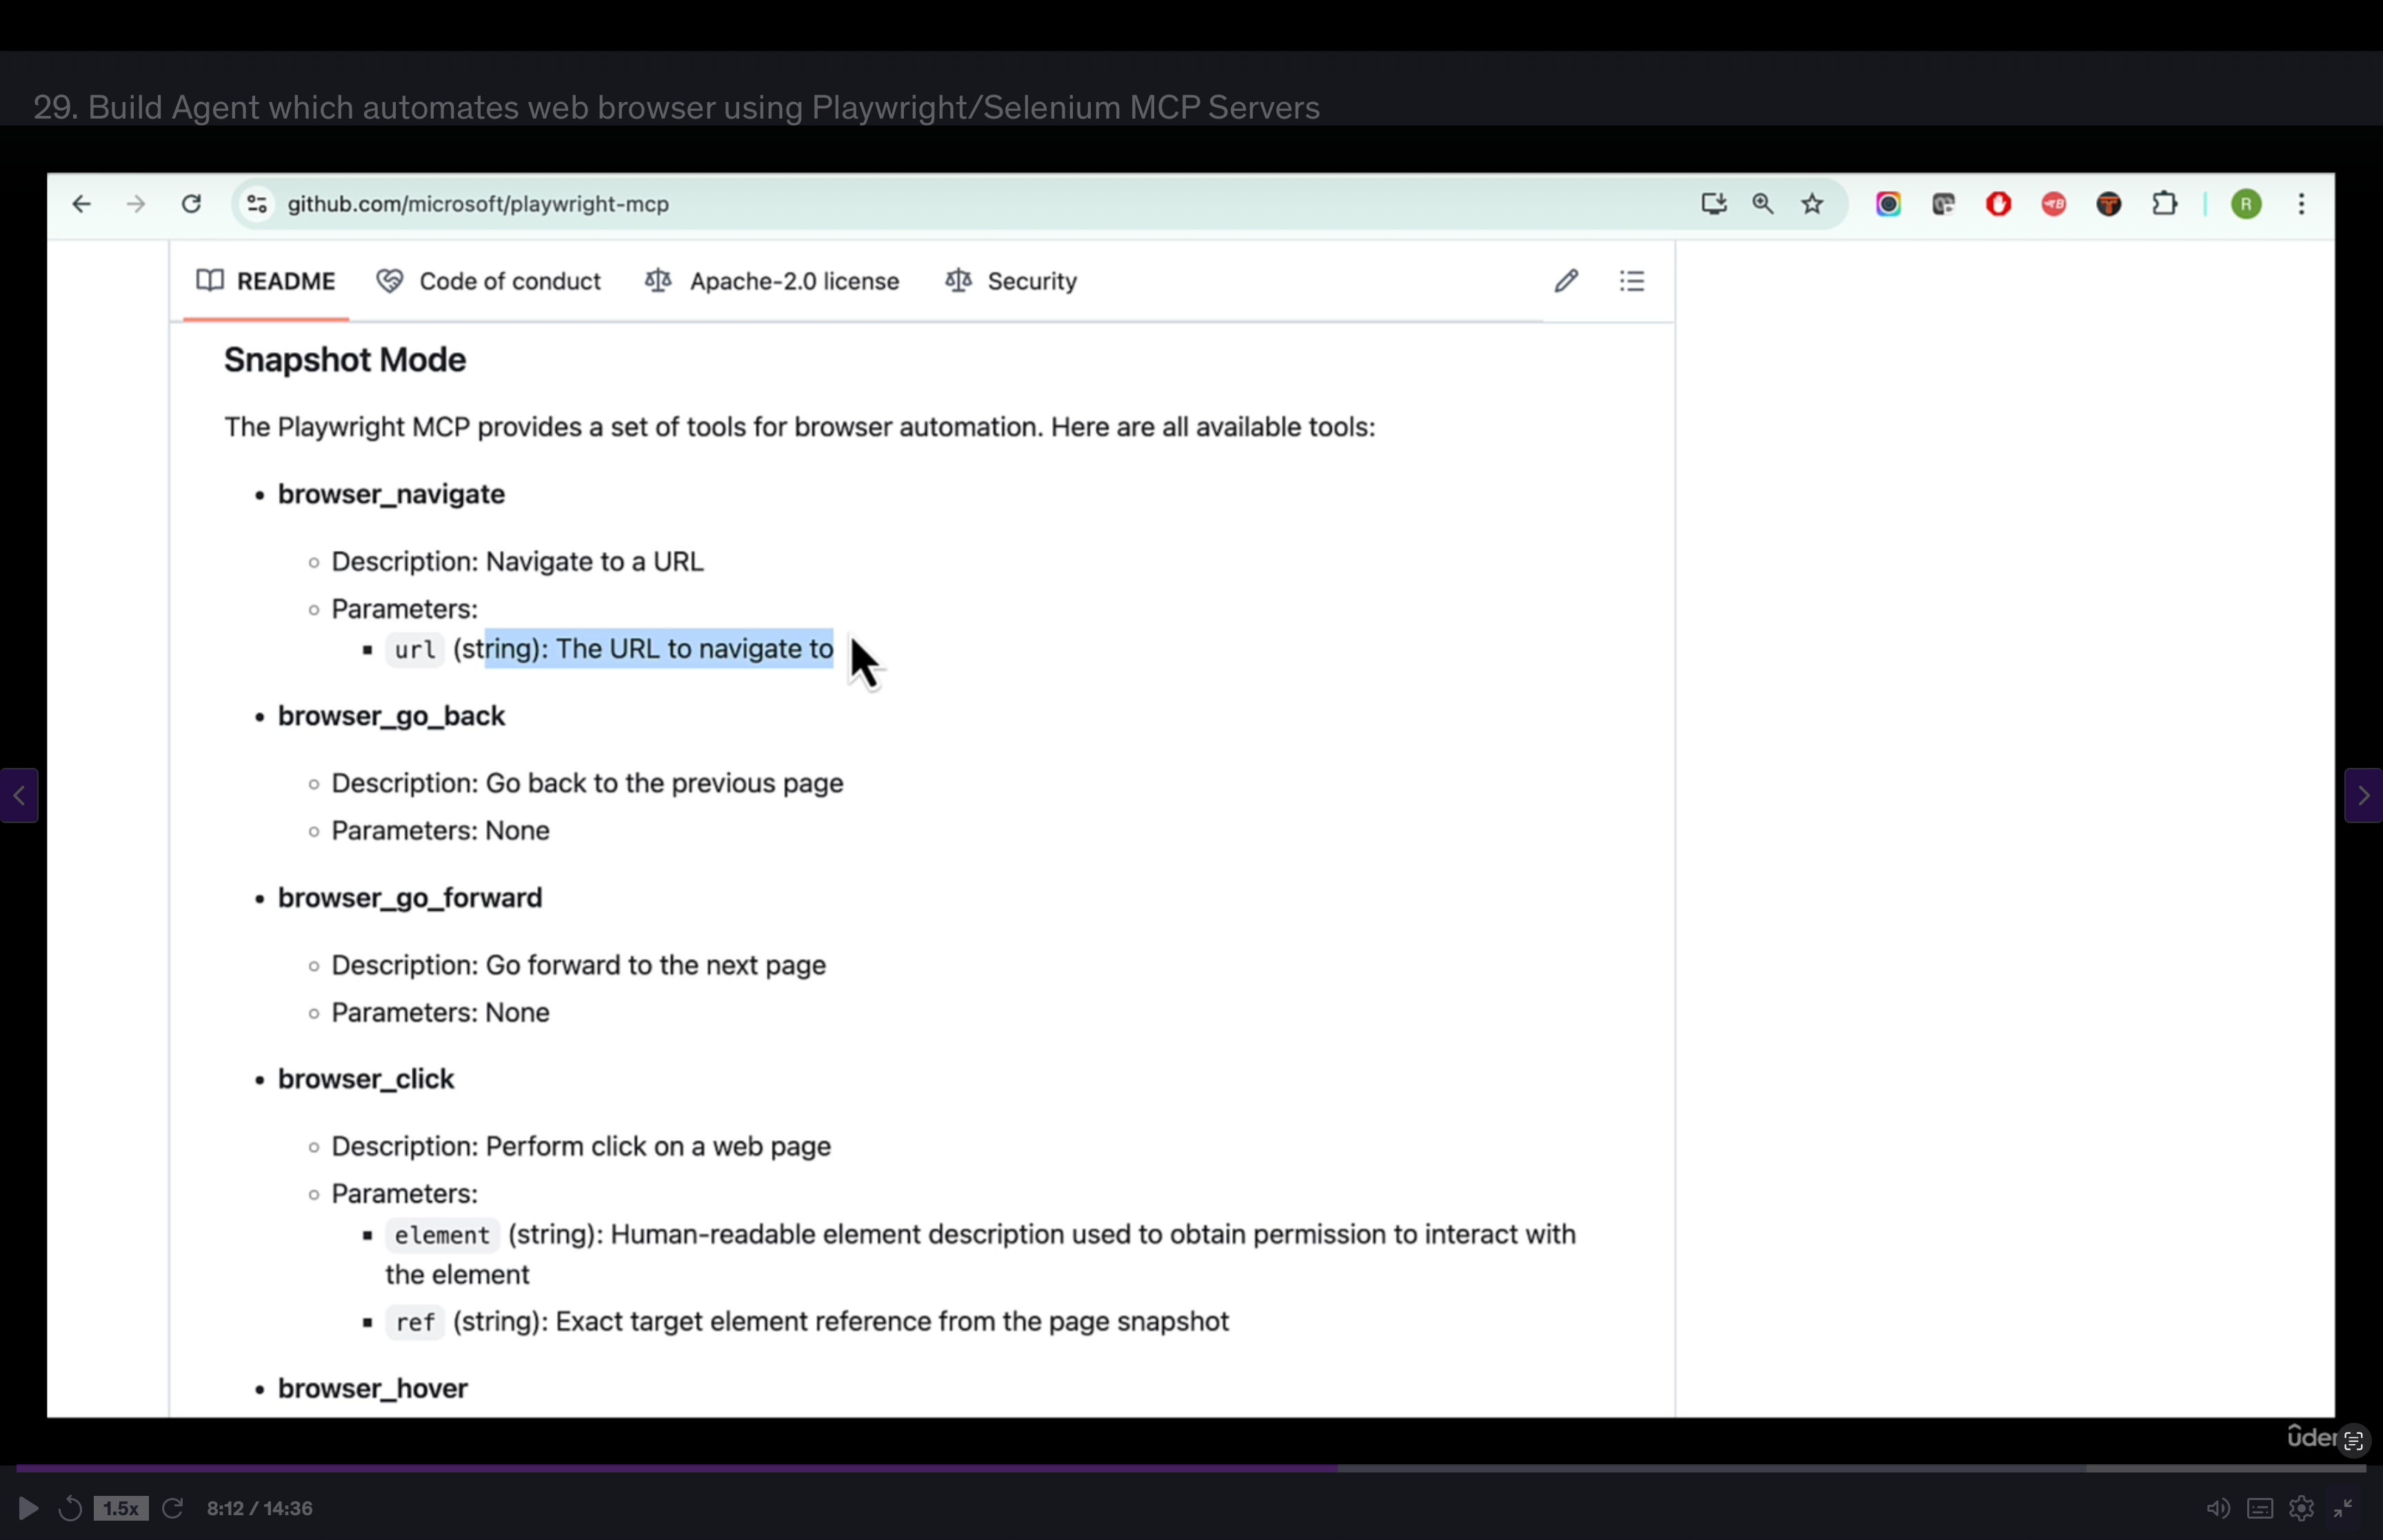 29. Build Agent which automates web browser using Playwright/Selenium MCP Servers
github.com/microsoft/playwright-mcp
R
README
Code of conduct
Apache-2.0 license
Security
Snapshot Mode
The Playwright MCP provides a set of tools for browser automation. Here are all available tools:
• browser_navigate
Description: Navigate to a URL
Parameters:
url (string): The URL to navigate to
• browser_go_back
Description: Go back to the previous page
Parameters: None
• browser_go_forward
Description: Go forward to the next page
Parameters: None
• browser_click
Description: Perform click on a web page
Parameters:
element (string): Human-readable element description used to obtain permission to interact with
the element
ref (string): Exact target element reference from the page snapshot
• browser_hover
1.5x
8:12 / 14:36